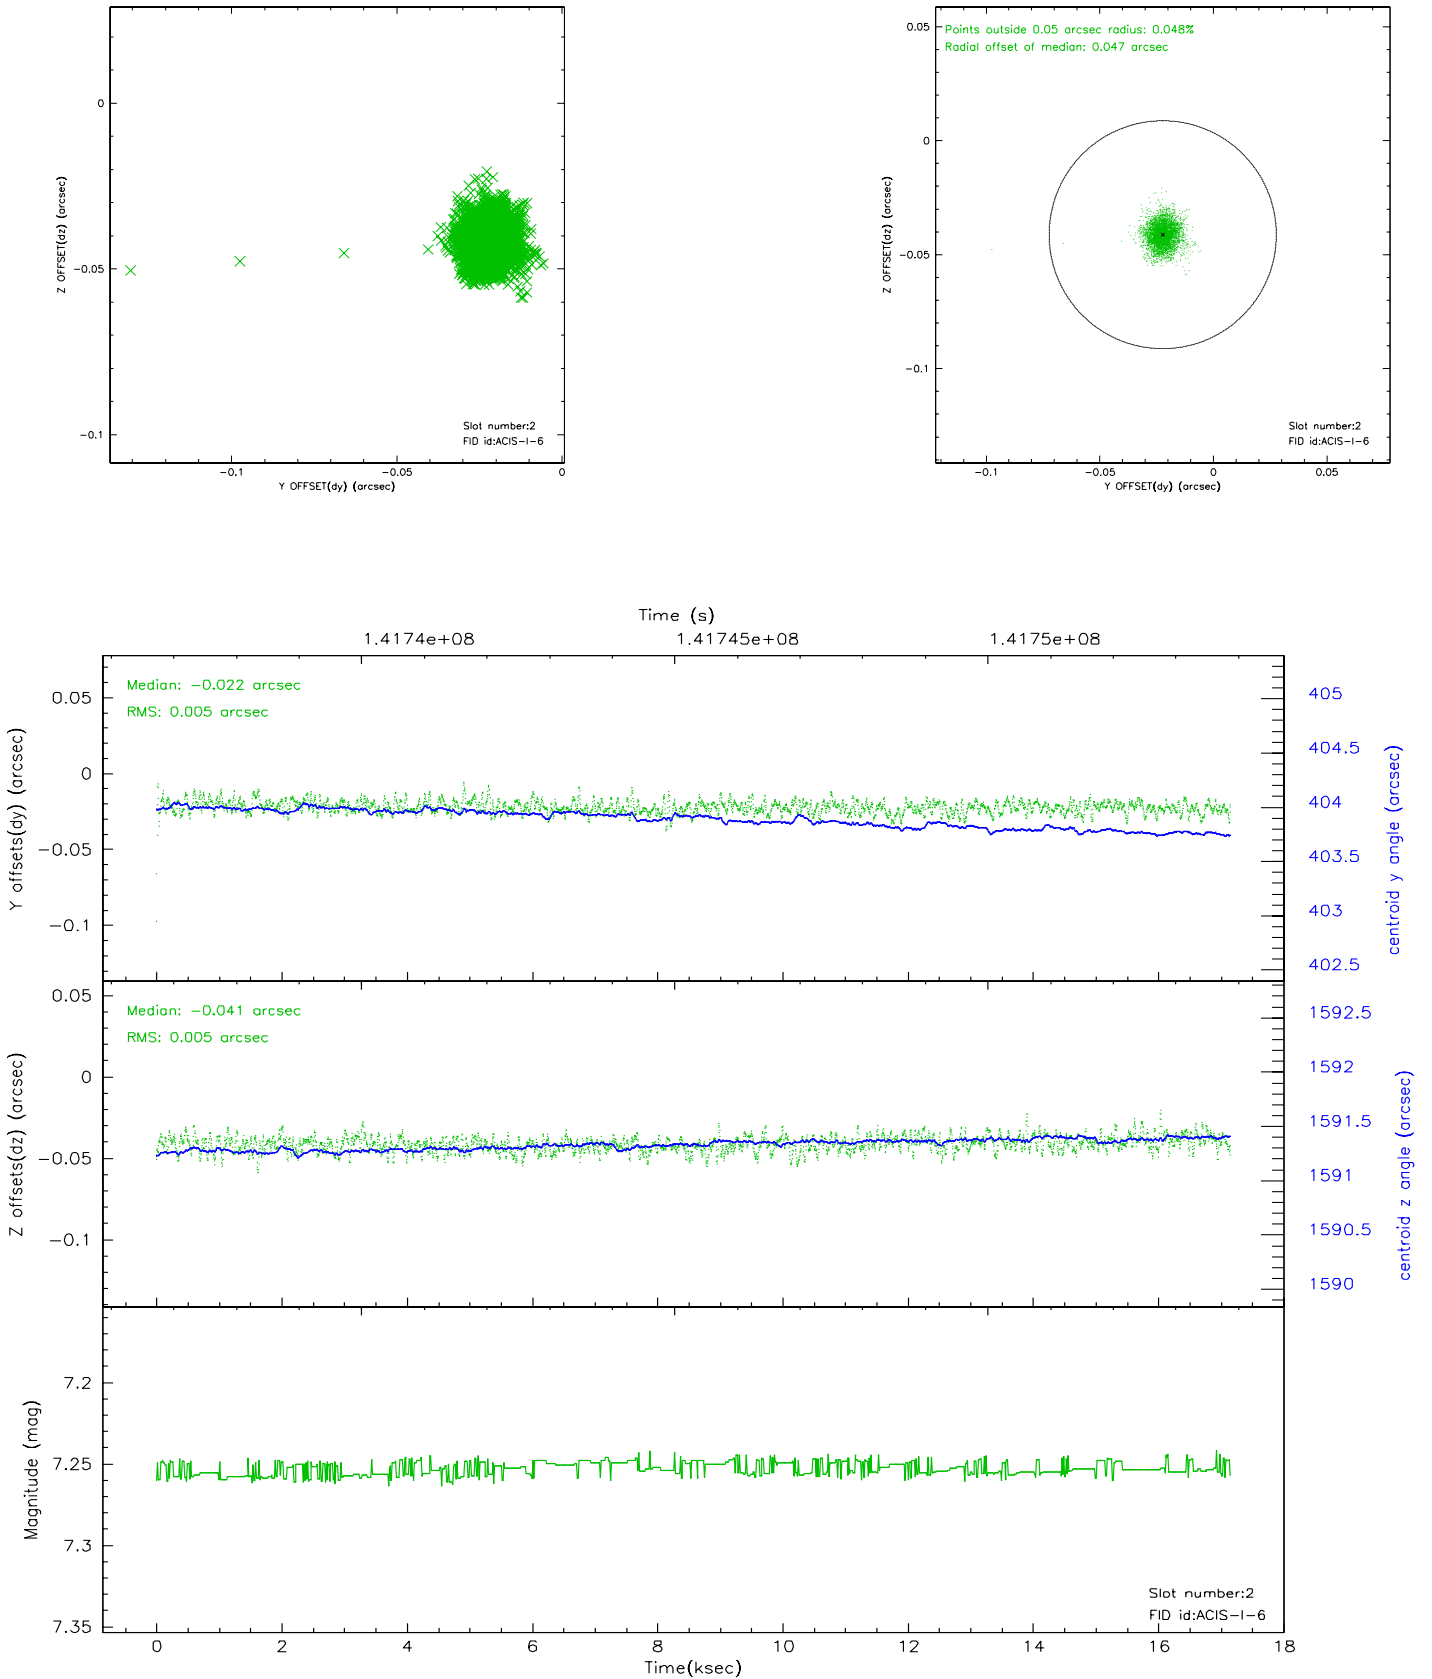 0
-0.05
-0.1
Z OFFSET(dz) (arcsec)
Slot number:2
FID id:ACIS-I-6
-0.1
-0.05
0
Y OFFSET(dy) (arcsec)
Points outside 0.05 arcsec radius: 0.048%
Radial offset of median: 0.047 arcsec
0.05
0
-0.05
-0.1
Z OFFSET(dz) (arcsec)
Slot number:2
FID id:ACIS-I-6
-0.1
-0.05
0
0.05
Y OFFSET(dy) (arcsec)
Time (s)
1.4174e+08
1.41745e+08
1.4175e+08
Median: -0.022 arcsec
RMS: 0.005 arcsec
0.05
0
-0.05
-0.1
Y offsets(dy) (arcsec)
405
404.5
404
403.5
403
402.5
centroid y angle (arcsec)
Median: -0.041 arcsec
RMS: 0.005 arcsec
0.05
0
-0.05
-0.1
Z offsets(dz) (arcsec)
1592.5
1592
1591.5
1591
1590.5
1590
centroid z angle (arcsec)
7.2
7.25
7.3
7.35
Magnitude (mag)
Slot number:2
FID id:ACIS-I-6
0
2
4
6
8
10
12
14
16
18
Time(ksec)